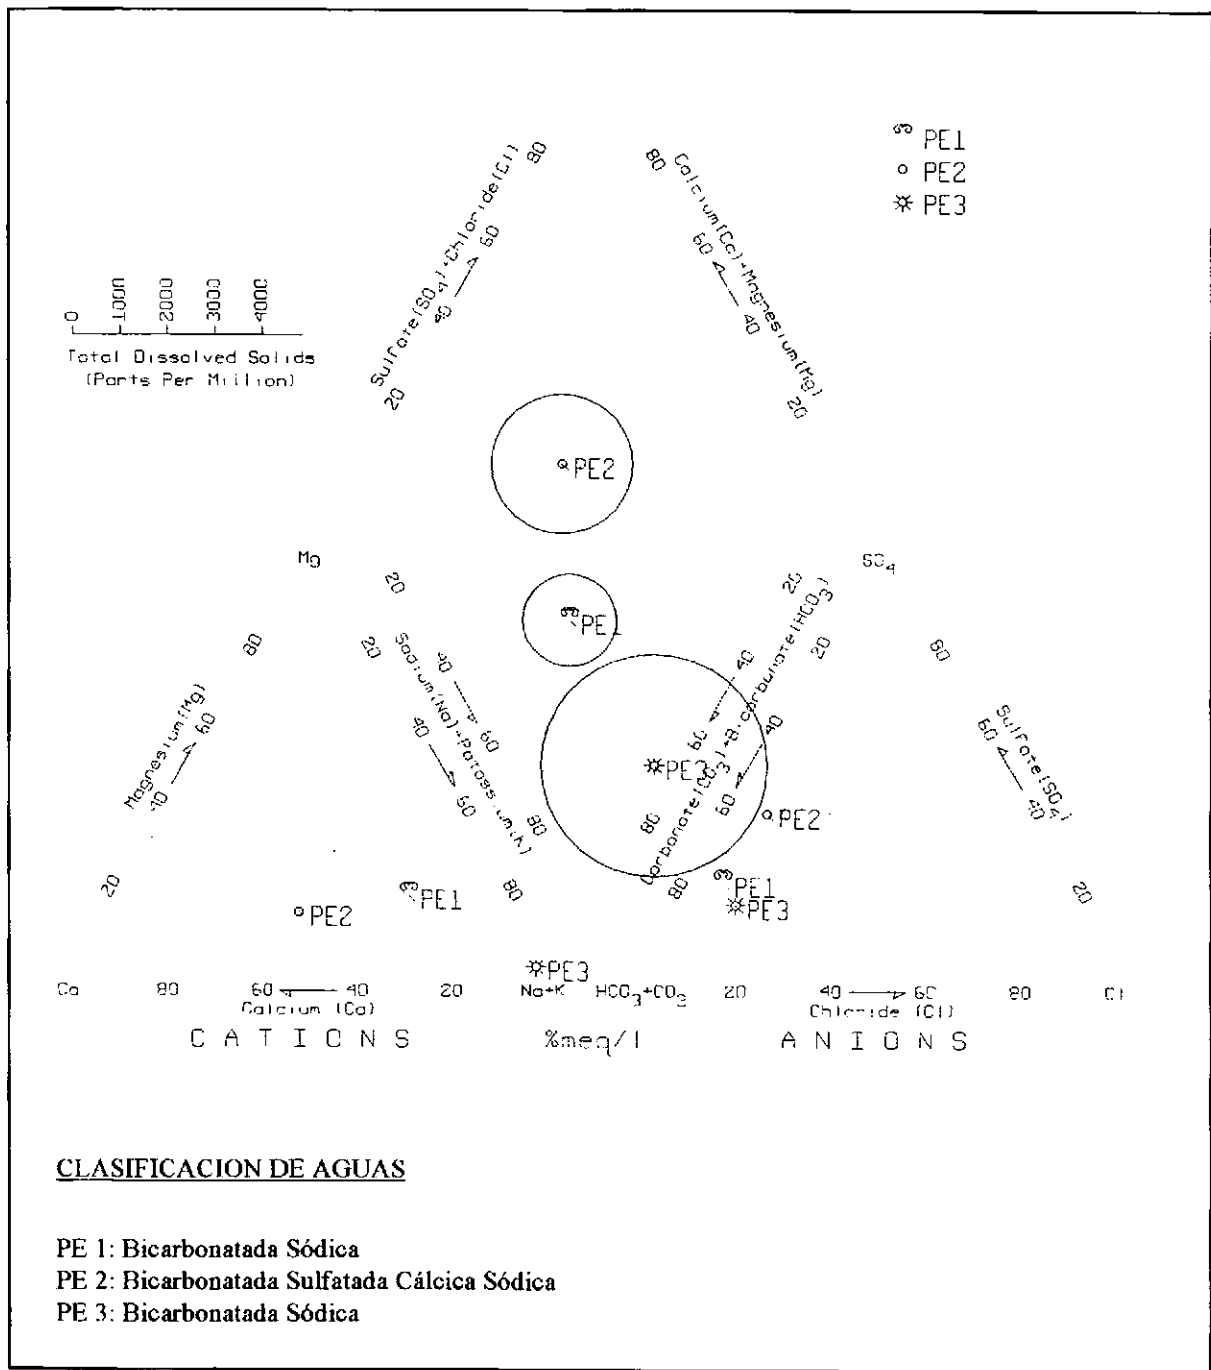 PE1
PE2
PE3
80
80
Sulfate(SO4)+Chloride(Cl)
Calcium(Ca)+Magnesium(Mg)
60
60
40
40
20
20
0
1000
2000
3000
4000
Total Dissolved Solids
(Parts Per Million)
PE2
Mg
SO4
20
20
PE1
80
20
Sodium(Na)+Potassium(K)
40
60
80
Carbonate(CO3)+Bicarbonate(HCO3)
40
60
80
20
80
Magnesium(Mg)
60
40
20
40
60
80
40
60
80
Sulfate(SO4)
60
40
20
PE3
PE2
PE1
PE3
PE1
PE2
PE3
Ca
80
60
40
20
Na+K
HCO3+CO3
20
40
60
80
Cl
Calcium (Ca)
Chloride (Cl)
CATIONS
%meq/l
ANIONS
CLASIFICACION DE AGUAS
PE 1: Bicarbonatada Sódica
PE 2: Bicarbonatada Sulfatada Cálcica Sódica
PE 3: Bicarbonatada Sódica